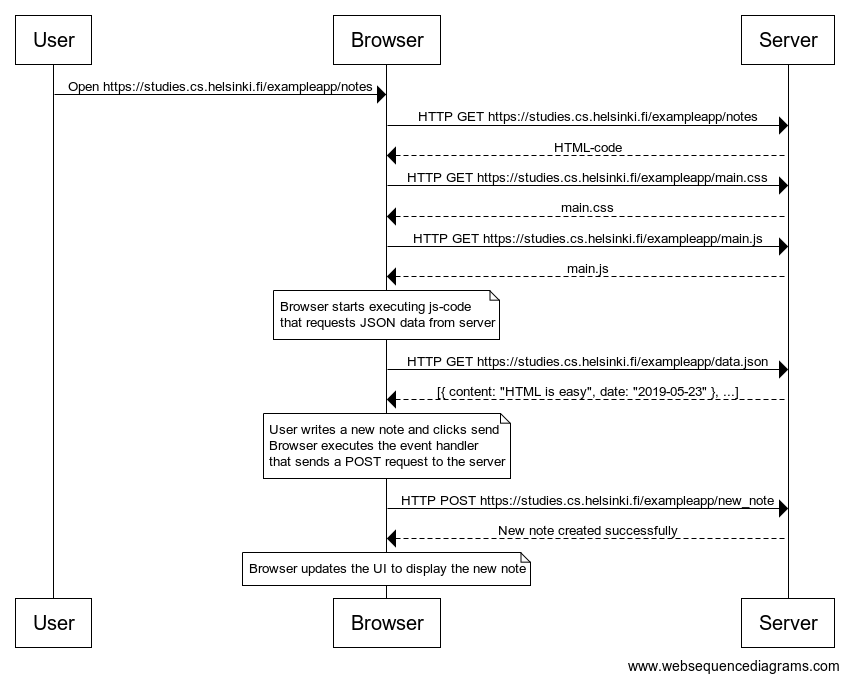 User Browser Server
Open https://studies.cs.helsinki.fi/exampleapp/notes
HTTP GET https://studies.cs.helsinki.fi/exampleapp/notes
HTML-code
HTTP GET https://studies.cs.helsinki.fi/exampleapp/main.css
main.css
HTTP GET https://studies.cs.helsinki.fi/exampleapp/main.js
main.js
Browser starts executing js-code
that requests JSON data from server
HTTP GET https://studies.cs.helsinki.fi/exampleapp/data.json
[{ content: "HTML is easy", date: "2019-05-23" }, ...]
User writes a new note and clicks send
Browser executes the event handler
that sends a POST request to the server
HTTP POST https://studies.cs.helsinki.fi/exampleapp/new_note
New note created successfully
Browser updates the UI to display the new note
User Browser Server
www.websequencediagrams.com